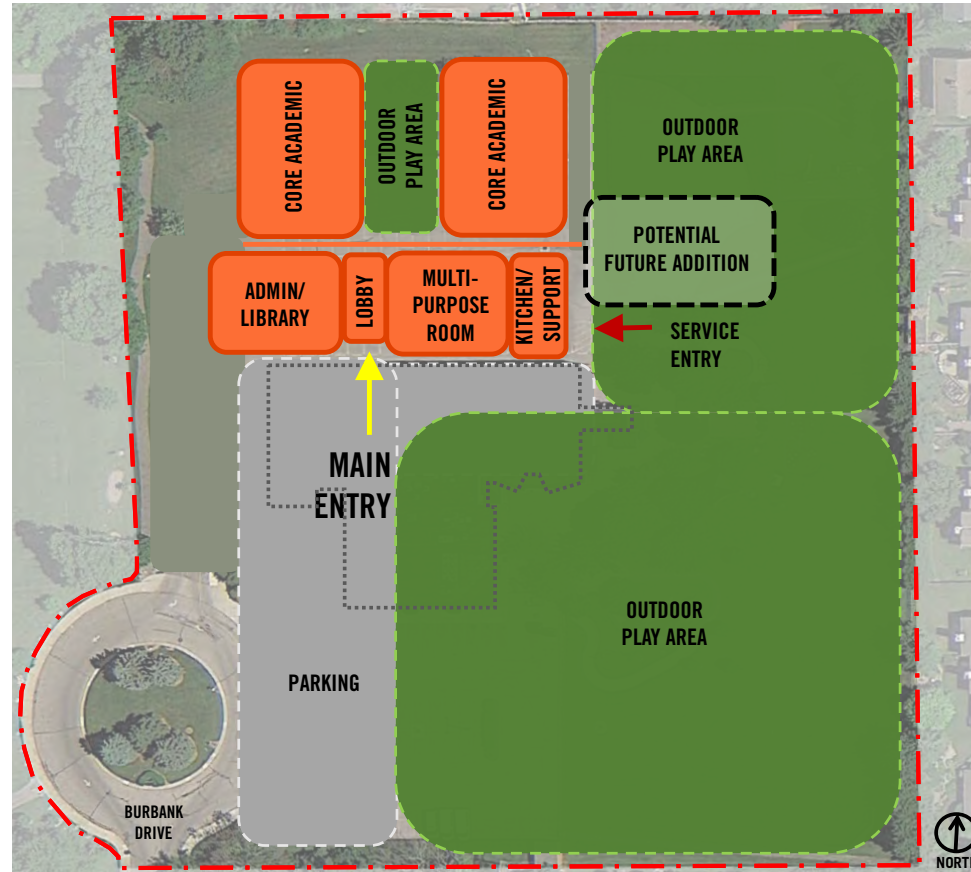 CORE ACADEMIC
OUTDOOR
PLAY AREA
CORE ACADEMIC
OUTDOOR
PLAY AREA
POTENTIAL
FUTURE ADDITION
ADMIN/
LIBRARY
LOBBY
MULTI-
PURPOSE
ROOM
KITCHEN/
SUPPORT
SERVICE
ENTRY
MAIN
ENTRY
OUTDOOR
PLAY AREA
PARKING
BURBANK
DRIVE
NORTH